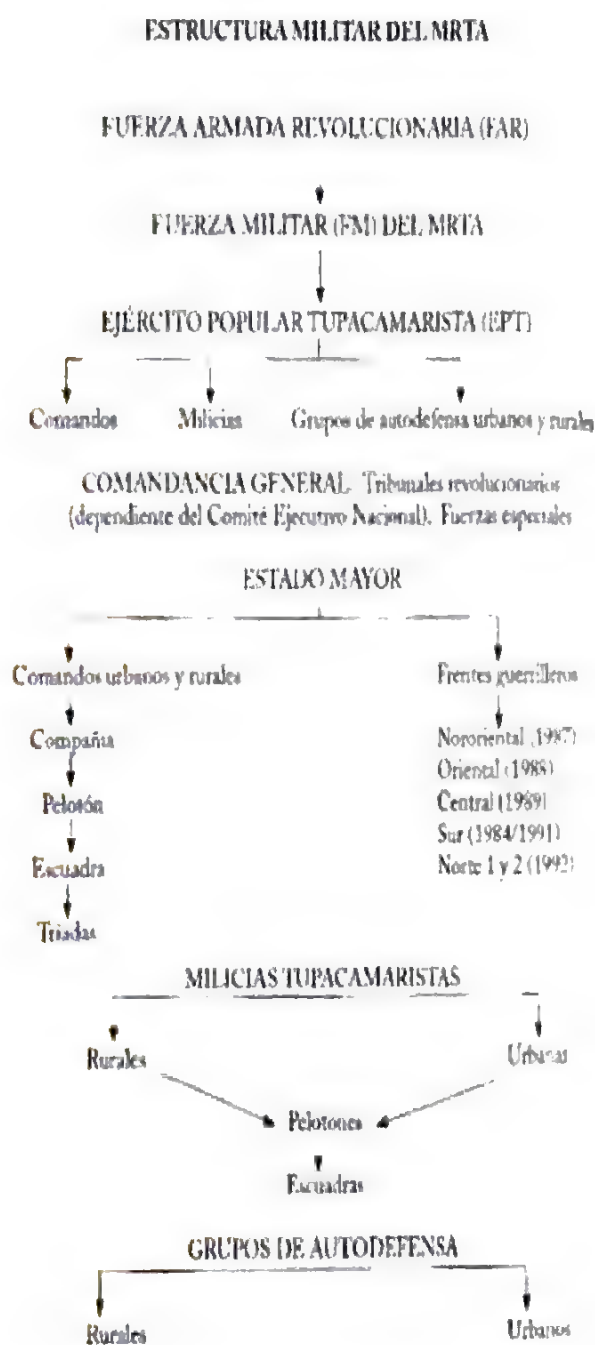 ESTRUCTURA MILITAR DEL MRTA
FUERZA ARMADA REVOLUCIONARIA (FAR)
FUERZA MILITAR (FM) DEL MRTA
EJÉRCITO POPULAR TUPACAMARISTA (EPT)
Comandos Milicias Grupos de autodefensa urbanos y rurales
COMANDANCIA GENERAL Tribunales revolucionarios
(dependiente del Comité Ejecutivo Nacional). Fuerzas especiales
ESTADO MAYOR
Comandos urbanos y rurales Frentes guerrilleros
Compañía Nororiental (1987)
Oriental (1988)
Pelotón Central (1989)
Sur (1984/1991)
Escuadra Norte 1 y 2 (1992)
Triadas
MILICIAS TUPACAMARISTAS
Rurales Urbanas
Pelotones
Escuadras
GRUPOS DE AUTODEFENSA
Rurales Urbanos